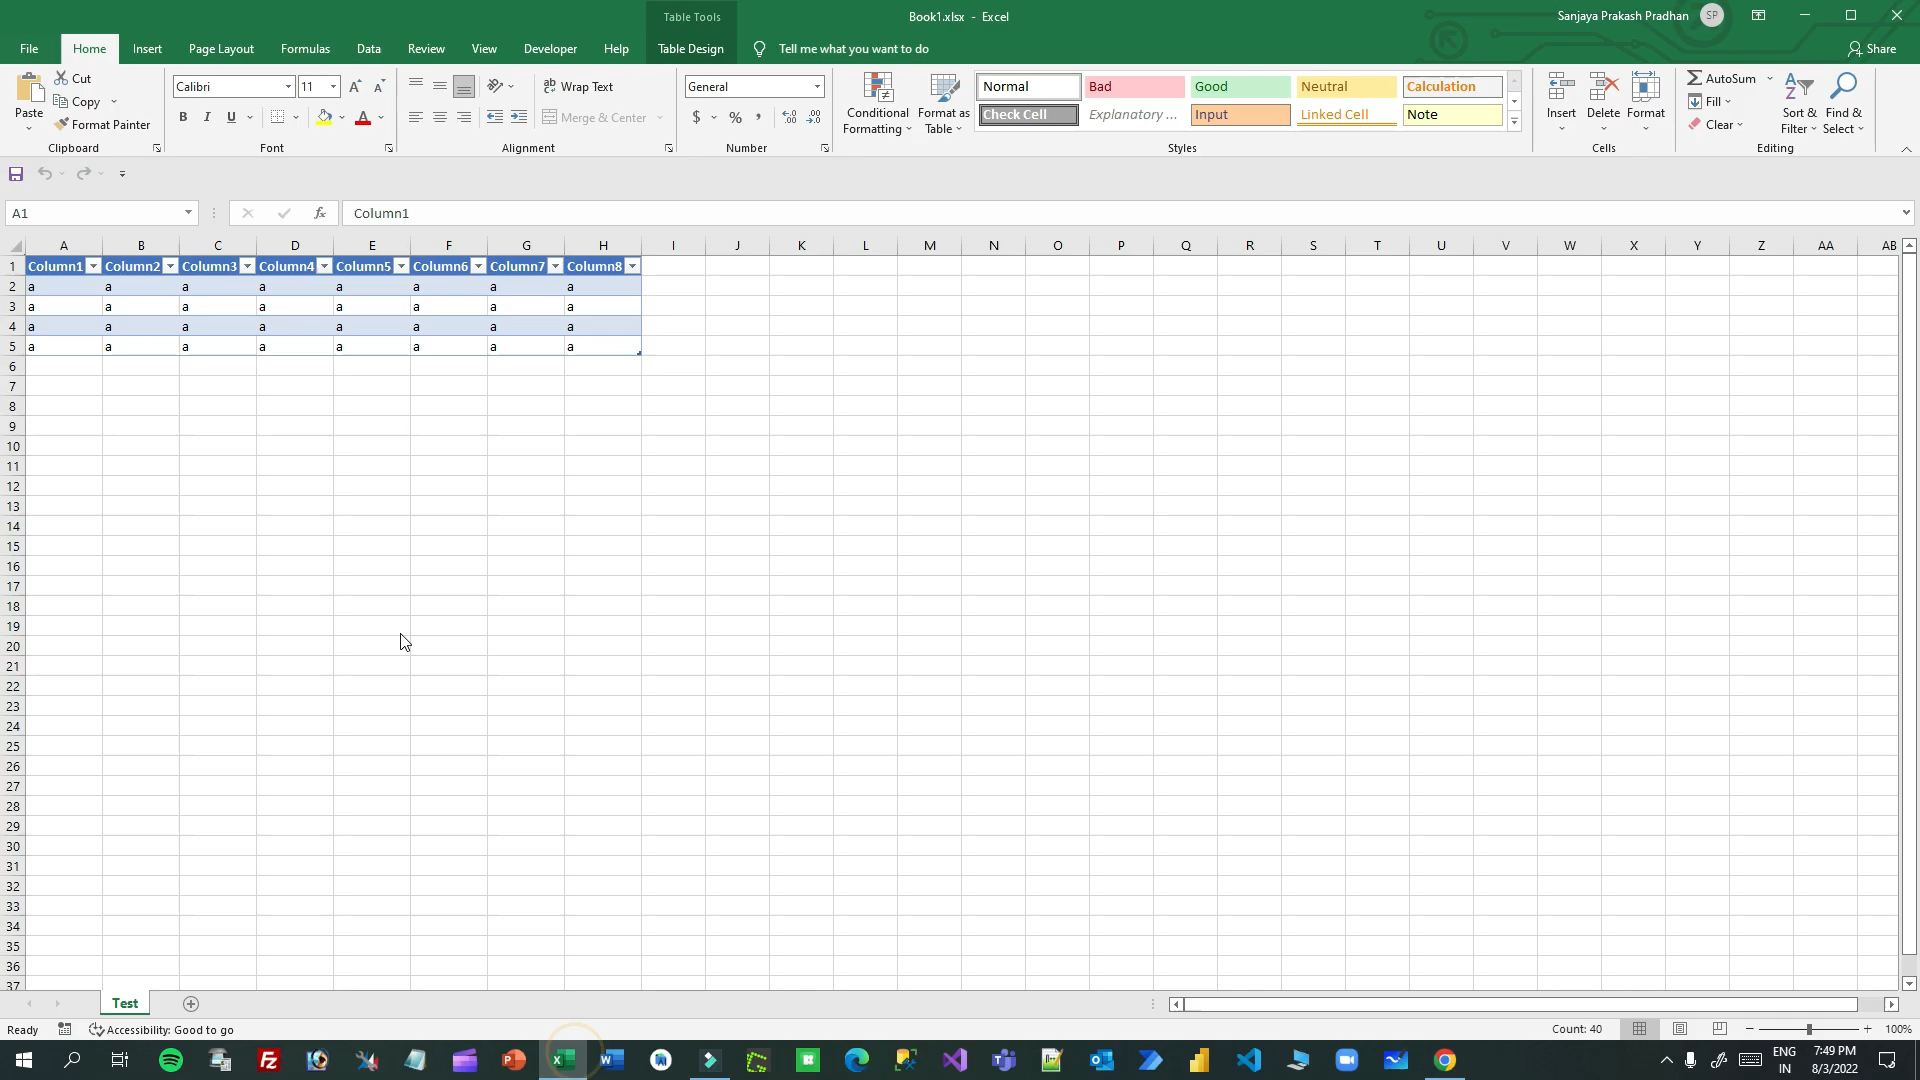 Table Tools
Book1.xlsx - Excel
Sanjaya Prakash Pradhan SP
File Home Insert Page Layout Formulas Data Review View Developer Help Table Design Tell me what you want to do Share
Paste
Cut
Copy
Format Painter
Clipboard
Calibri 11
B I U
Font
Wrap Text
Merge & Center
Alignment
General
$ % ,
Number
Conditional Formatting
Format as Table
Normal Bad Good Neutral Calculation
Check Cell Explanatory ... Input Linked Cell Note
Styles
Insert Delete Format
Cells
AutoSum
Fill
Clear
Sort & Filter
Find & Select
Editing
A1 fx Column1
A B C D E F G H I J K L M N O P Q R S T U V W X Y Z AA AB
1 Column1 Column2 Column3 Column4 Column5 Column6 Column7 Column8
2 a a a a a a a a
3 a a a a a a a a
4 a a a a a a a a
5 a a a a a a a a
6
7
8
9
10
11
12
13
14
15
16
17
18
19
20
21
22
23
24
25
26
27
28
29
30
31
32
33
34
35
36
37
Test
Ready Accessibility: Good to go Count: 40 100%
ENG 7:49 PM
IN 8/3/2022